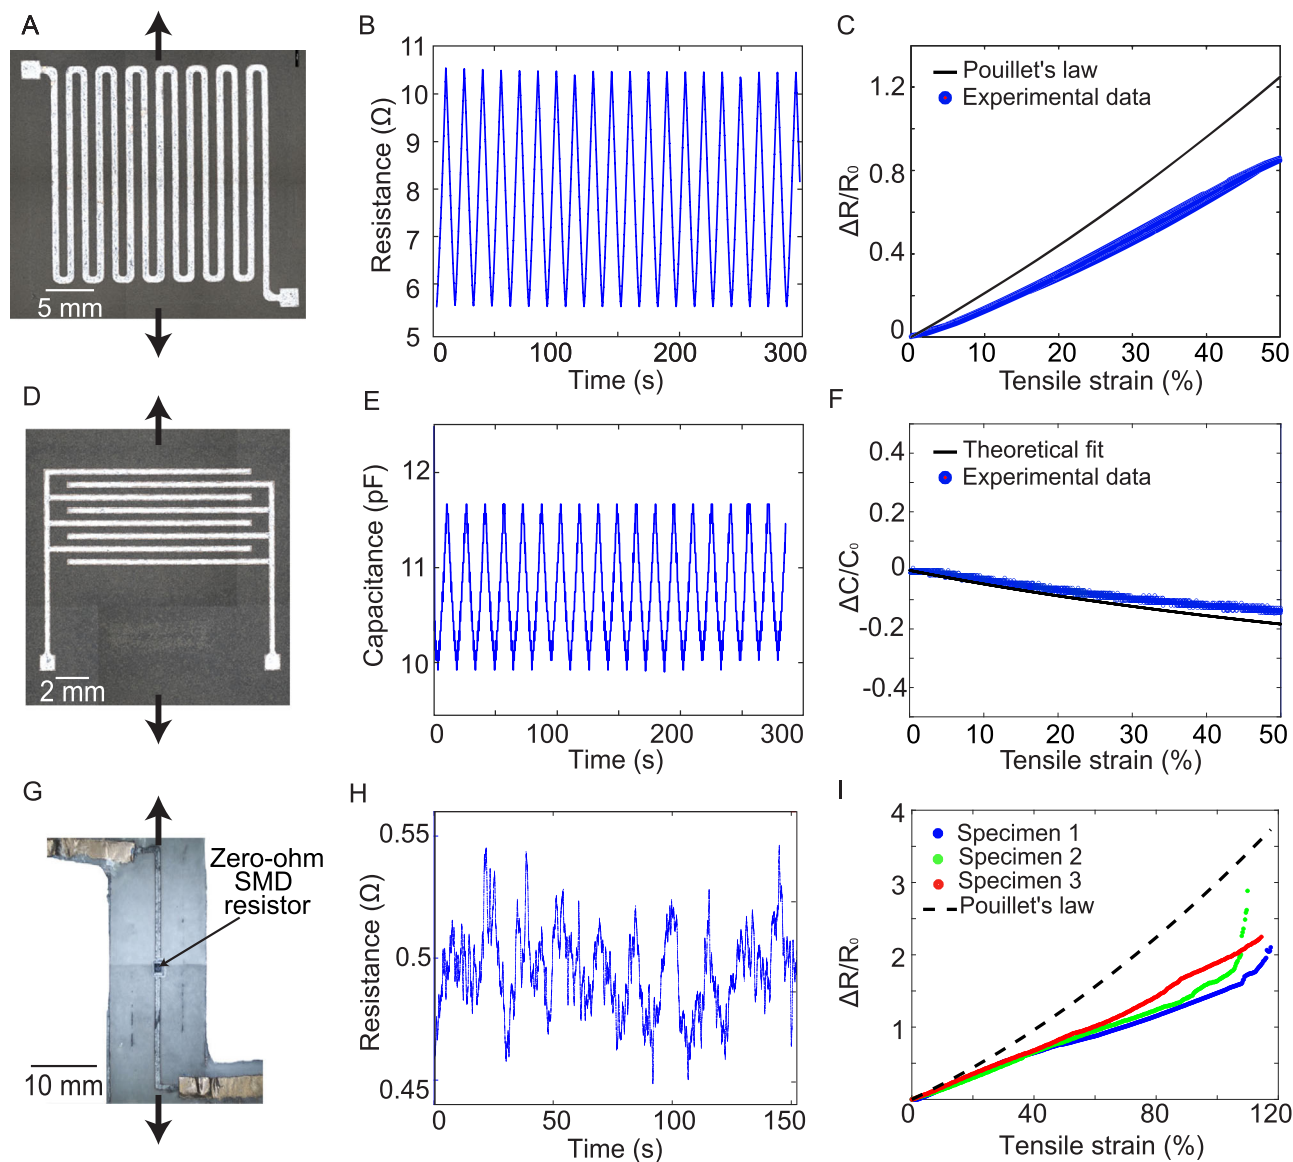 A
5 mm
B
11
10
9
8
7
6
5
Resistance (Ω)
0
100
200
300
Time (s)
C
Pouillet's law
Experimental data
1.2
0.8
0.4
0
ΔR/R₀
0
10
20
30
40
50
Tensile strain (%)
D
2 mm
E
12
11
10
Capacitance (pF)
0
100
200
300
Time (s)
F
Theoretical fit
Experimental data
0.4
0.2
0
-0.2
-0.4
ΔC/C₀
0
10
20
30
40
50
Tensile strain (%)
G
Zero-ohm
SMD
resistor
10 mm
H
0.55
0.5
0.45
Resistance (Ω)
0
50
100
150
Time (s)
I
Specimen 1
Specimen 2
Specimen 3
Pouillet's law
4
3
2
1
ΔR/R₀
0
40
80
120
Tensile strain (%)